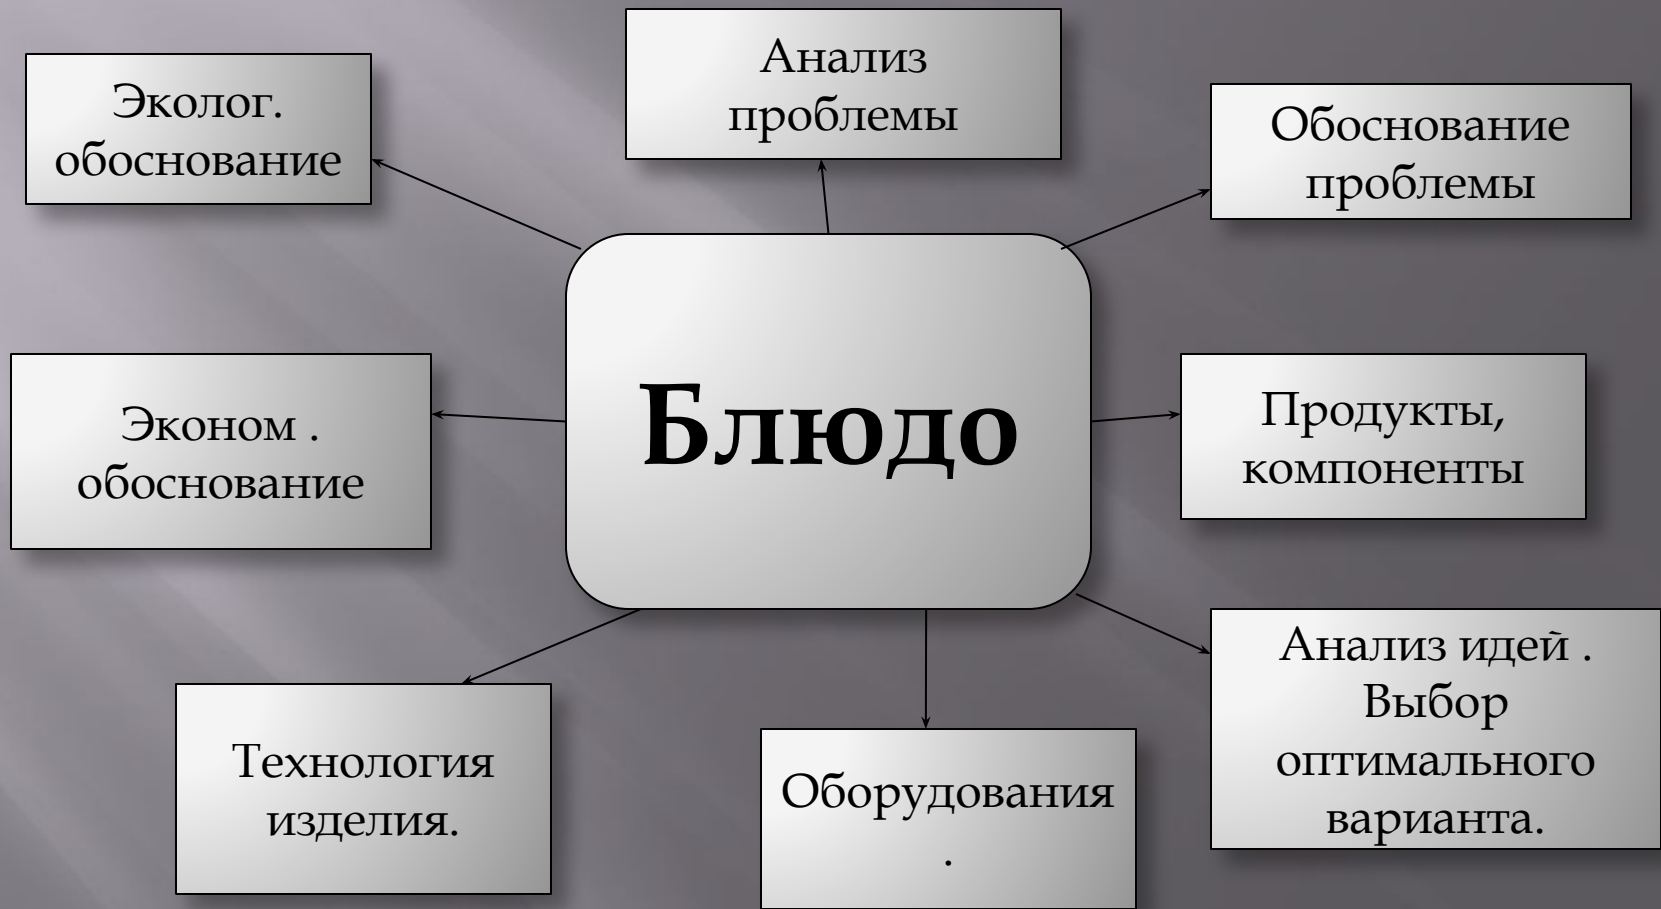 Анализ
проблемы
Эколог.
обоснование
Обоснование
проблемы
Блюдо
Эконом .
обоснование
Продукты,
компоненты
Анализ идей .
Выбор
оптимального
варианта.
Технология
изделия.
Оборудования
.